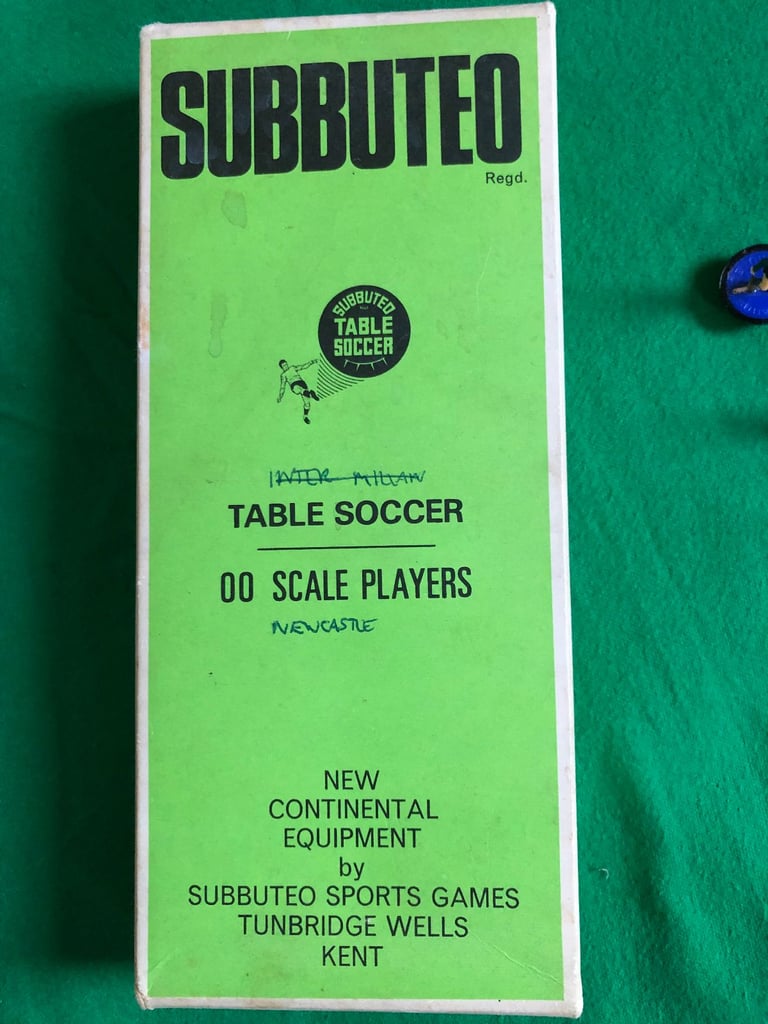 SUBBUTEO
Regd.
SUBBUTEO
TABLE
SOCCER
INTER MILLAN
TABLE SOCCER
00 SCALE PLAYERS
NEWCASTLE
NEW
CONTINENTAL
EQUIPMENT
by
SUBBUTEO SPORTS GAMES
TUNBRIDGE WELLS
KENT